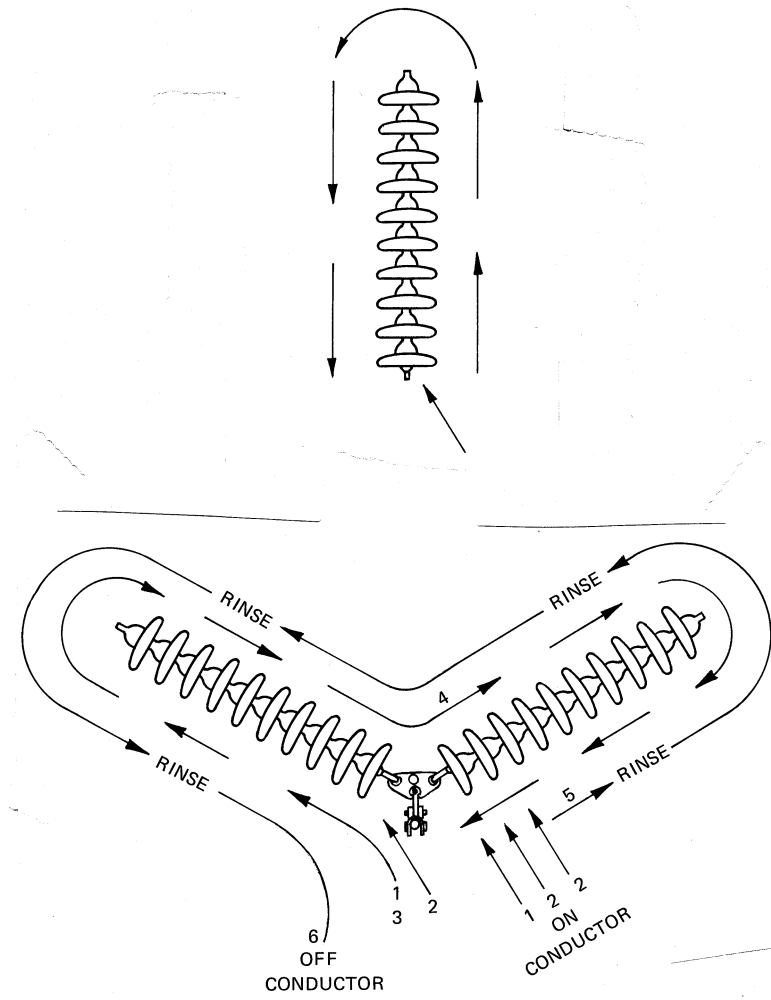 RINSE
RINSE
4
RINSE
RINSE
5
1
3
2
1 2 2
ON
CONDUCTOR
6
OFF
CONDUCTOR